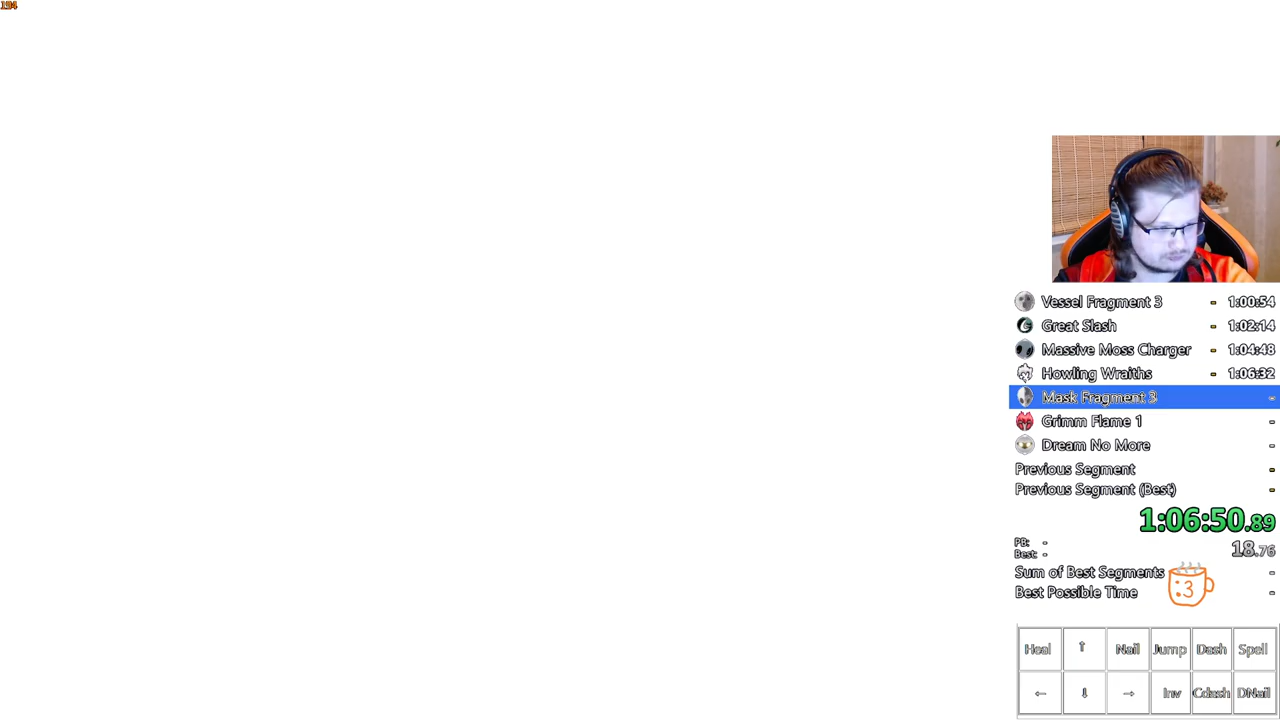 194
Vessel Fragment 3 - 1:00:54
Great Slash - 1:02:14
Massive Moss Charger - 1:04:48
Howling Wraiths - 1:06:32
Mask Fragment 3 -
Grimm Flame 1 -
Dream No More -
Previous Segment -
Previous Segment (Best) -
1:06:50.89
PB: - 18.76
Best: -
Sum of Best Segments -
Best Possible Time -
:3
Heal ↑ Nail Jump Dash Spell
← ↓ → Inv Cdash DNail